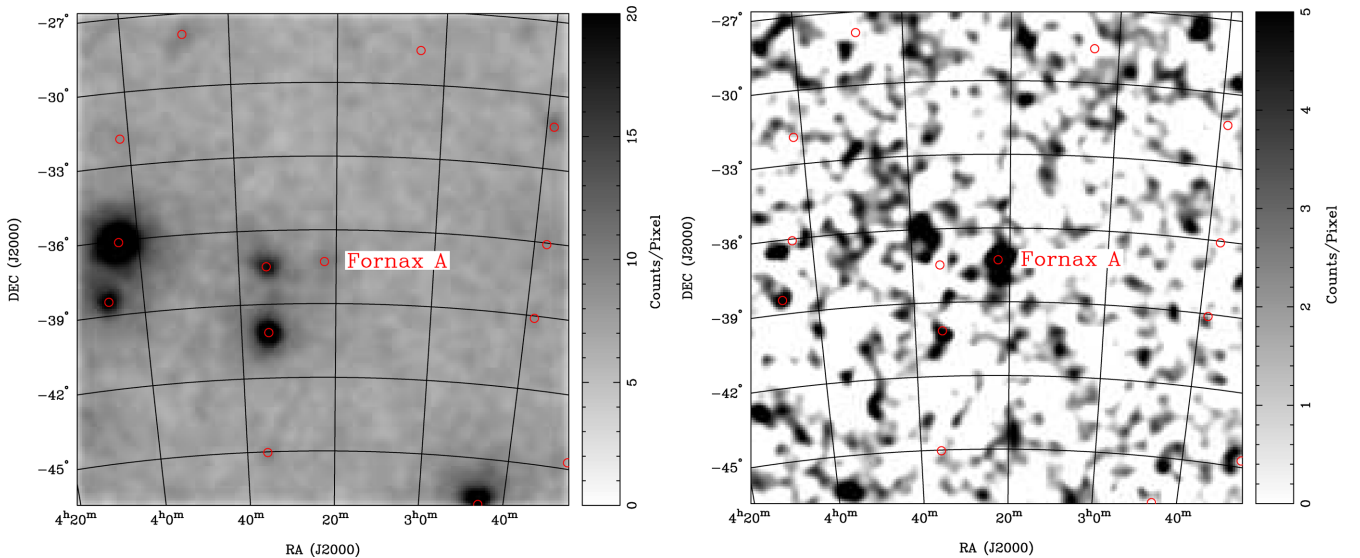 −27°
−30°
−33°
−36°
−39°
−42°
−45°
DEC (J2000)
Fornax A
4ʰ20ᵐ
4ʰ0ᵐ
40ᵐ
20ᵐ
3ʰ0ᵐ
40ᵐ
RA (J2000)
20
15
10
5
0
Counts/Pixel
−27°
−30°
−33°
−36°
−39°
−42°
−45°
DEC (J2000)
Fornax A
4ʰ20ᵐ
4ʰ0ᵐ
40ᵐ
20ᵐ
3ʰ0ᵐ
40ᵐ
RA (J2000)
5
4
3
2
1
0
Counts/Pixel